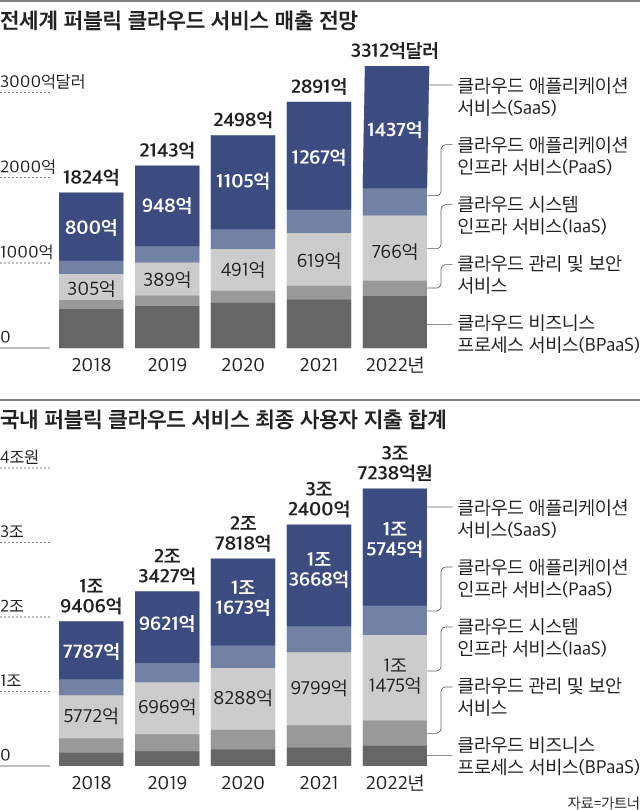 전세계 퍼블릭 클라우드 서비스 매출 전망
3000억달러
2000억
1000억
0
1824억
2143억
2498억
2891억
3312억달러
800억
948억
1105억
1267억
1437억
305억
389억
491억
619억
766억
2018
2019
2020
2021
2022년
클라우드 애플리케이션
서비스(SaaS)
클라우드 애플리케이션
인프라 서비스(PaaS)
클라우드 시스템
인프라 서비스(IaaS)
클라우드 관리 및 보안
서비스
클라우드 비즈니스
프로세스 서비스(BPaaS)
국내 퍼블릭 클라우드 서비스 최종 사용자 지출 합계
4조원
3조
2조
1조
0
1조
9406억
2조
3427억
2조
7818억
3조
2400억
3조
7238억원
7787억
9621억
1조
1673억
1조
3668억
1조
5745억
5772억
6969억
8288억
9799억
1조
1475억
2018
2019
2020
2021
2022년
클라우드 애플리케이션
서비스(SaaS)
클라우드 애플리케이션
인프라 서비스(PaaS)
클라우드 시스템
인프라 서비스(IaaS)
클라우드 관리 및 보안
서비스
클라우드 비즈니스
프로세스 서비스(BPaaS)
자료=가트너